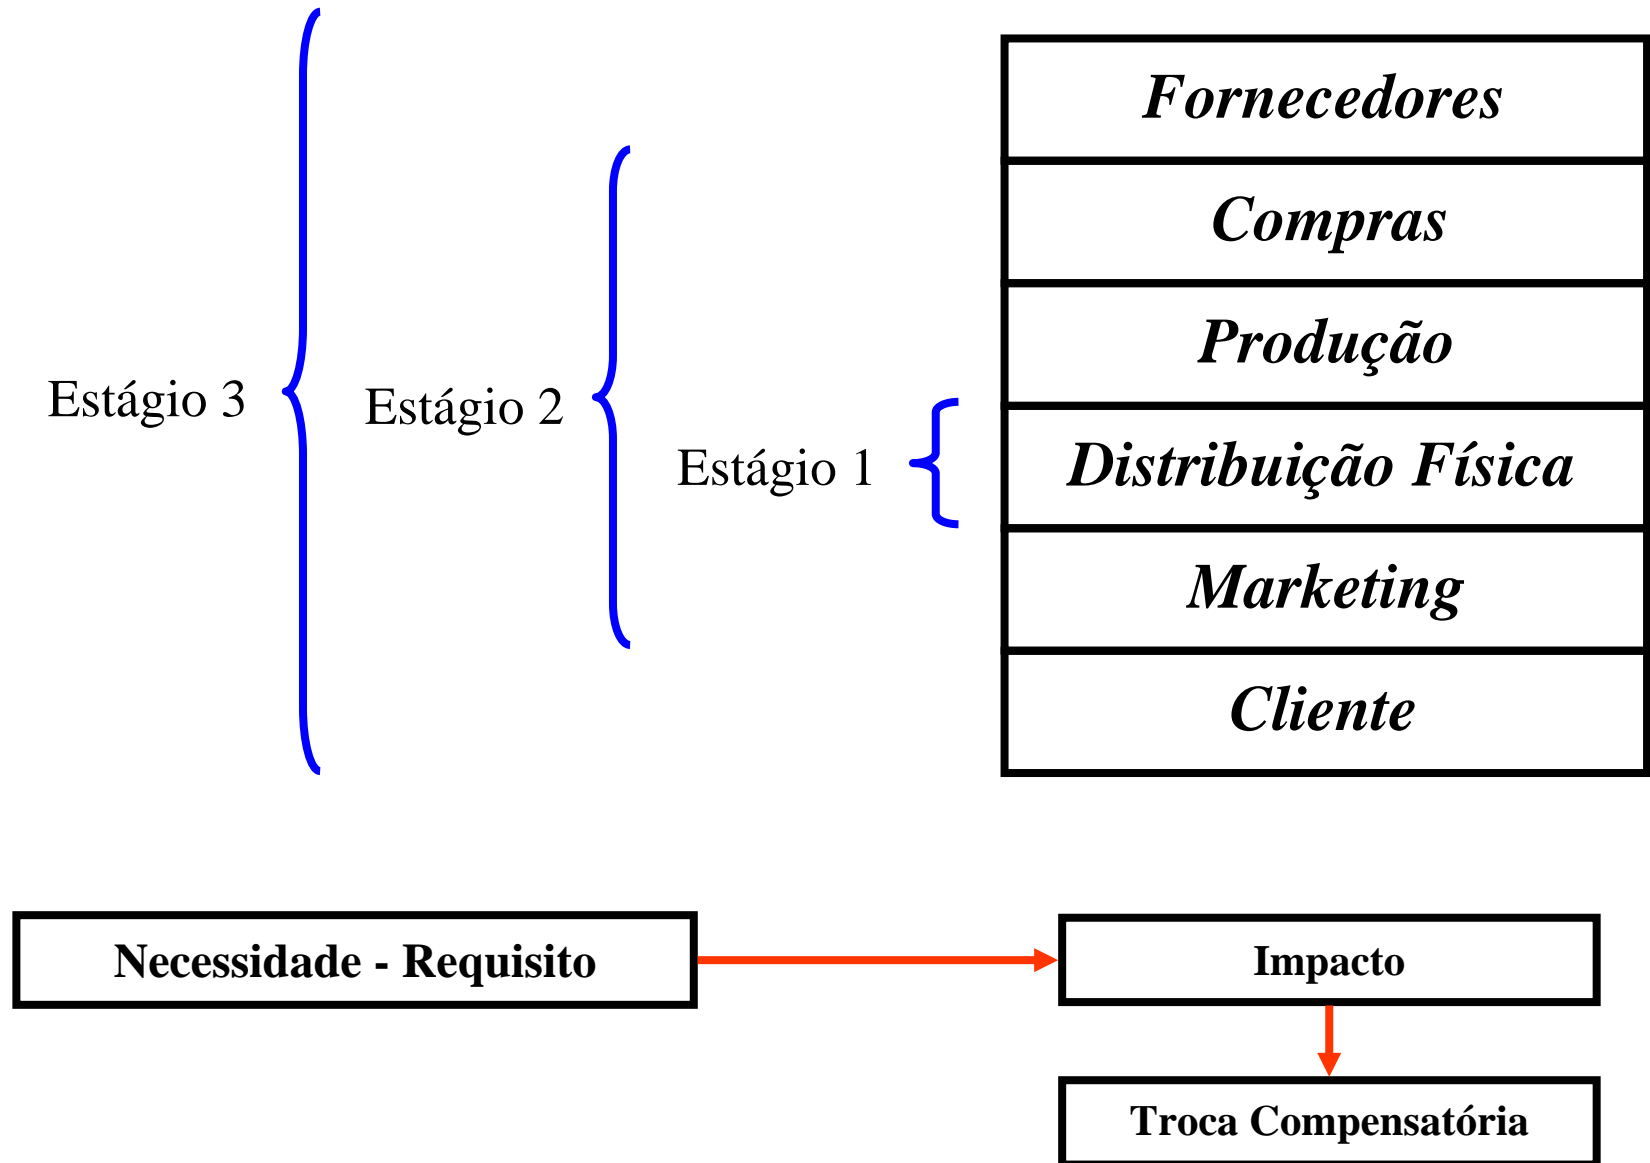 Fornecedores
Compras
Produção
Estágio 3
Estágio 2
Estágio 1
Distribuição Física
Marketing
Cliente
Necessidade - Requisito
Impacto
Troca Compensatória